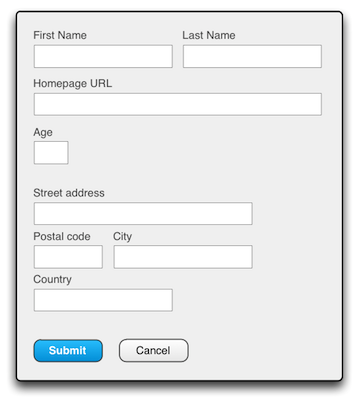 First Name Last Name
Homepage URL
Age
Street address
Postal code City
Country
Submit Cancel